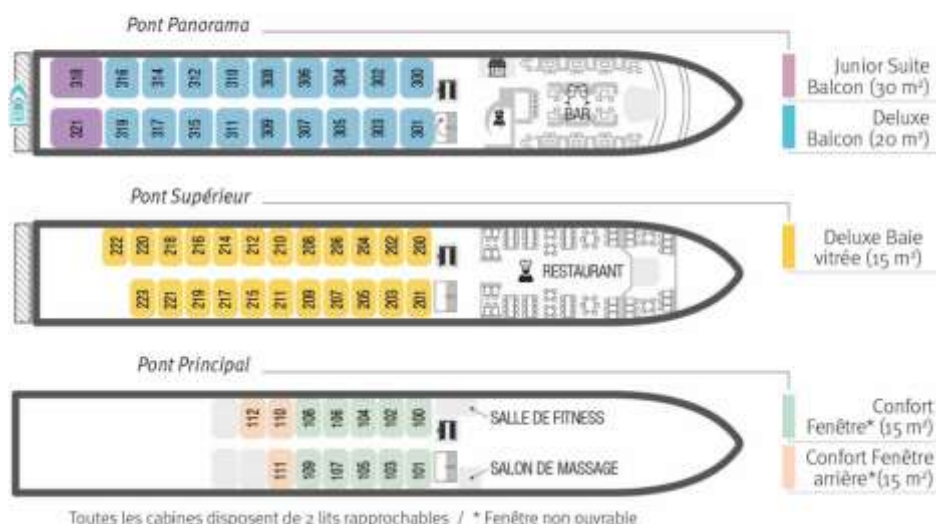 Pont Panorama
318 316 314 312 310 308 306 304 302 300
BAR
321 319 317 315 311 309 307 305 303 301
Junior Suite
Balcon (30 m²)
Deluxe
Balcon (20 m²)
Pont Supérieur
222 220 218 216 214 212 210 208 206 204 202 200
RESTAURANT
223 221 219 217 215 211 209 207 205 203 201
Deluxe Baie
vitrée (15 m²)
Pont Principal
112 110 108 106 104 102 100
SALLE DE FITNESS
111 109 107 105 103 101
SALON DE MASSAGE
Confort
Fenêtre* (15 m²)
Confort Fenêtre
arrière*(15 m²)
Toutes les cabines disposent de 2 lits rapprochables / * Fenêtre non ouvrable